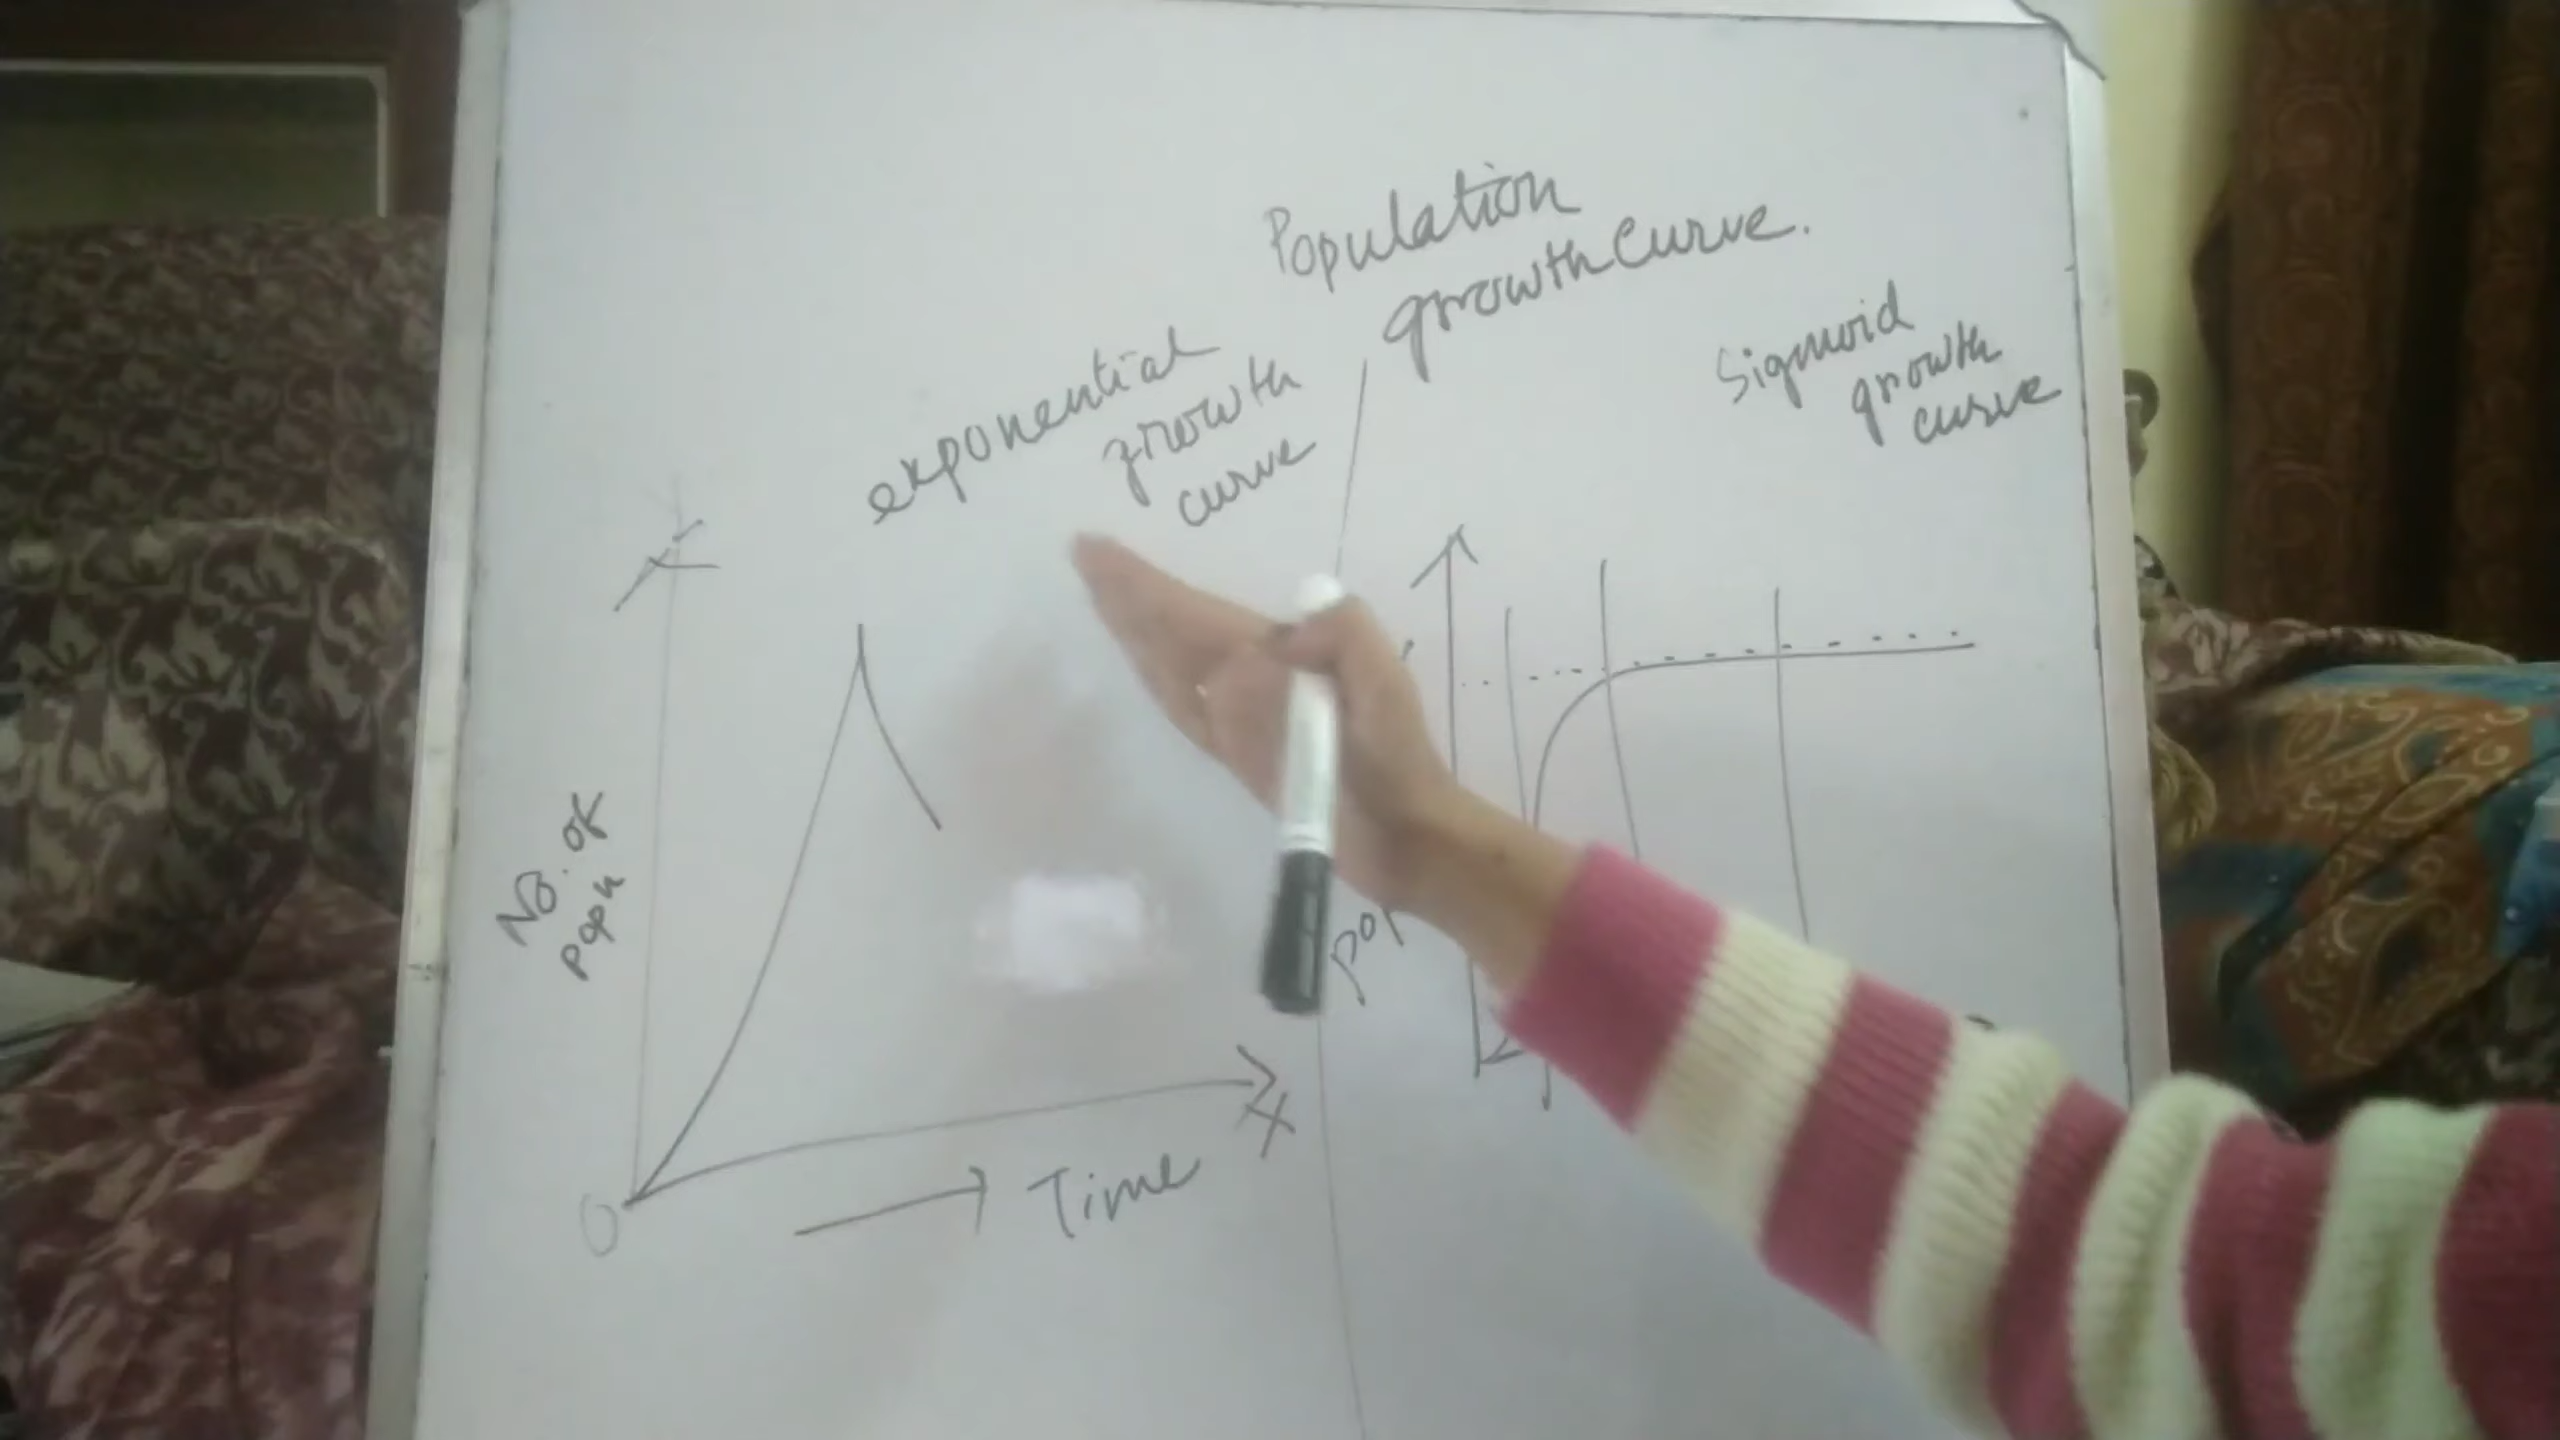 Population
growth Curve.
exponential
growth
curve
Sigmoid
growth
curve
No. of
popn
O
X
Time